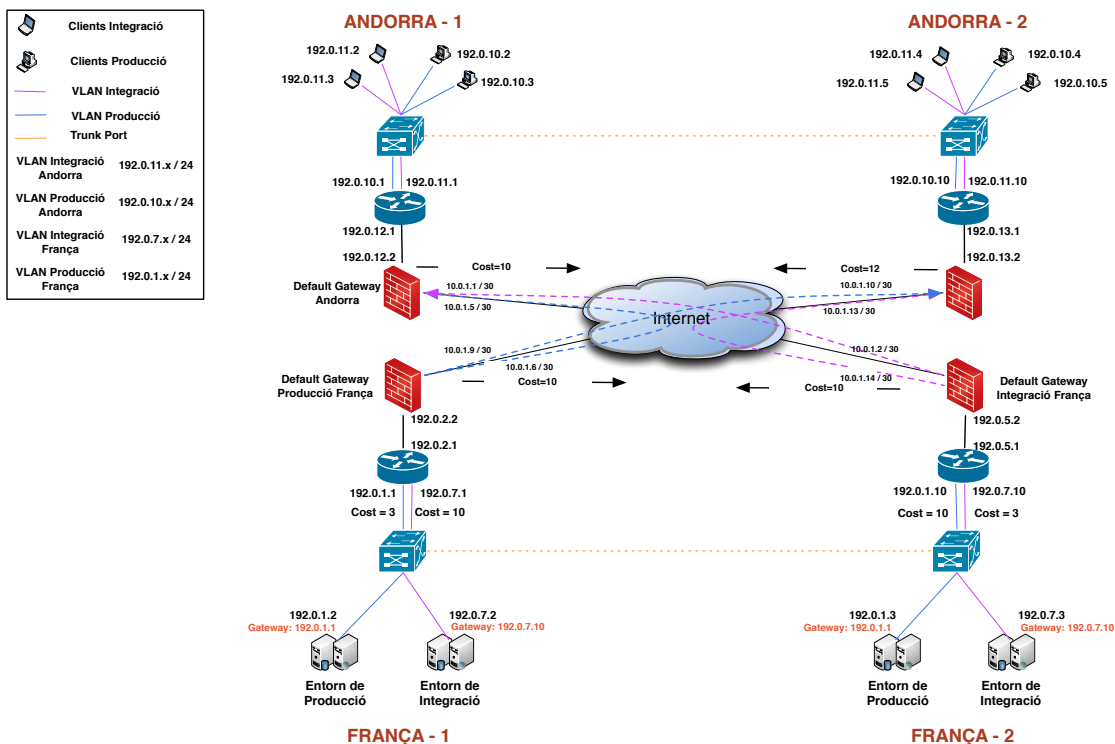 Clients Integració
Clients Producció
VLAN Integració
VLAN Producció
Trunk Port
VLAN Integració
Andorra
192.0.11.x / 24
VLAN Producció
Andorra
192.0.10.x / 24
VLAN Integració
França
192.0.7.x / 24
VLAN Producció
França
192.0.1.x / 24
ANDORRA - 1
192.0.11.2
192.0.10.2
192.0.11.3
192.0.10.3
192.0.10.1
192.0.11.1
192.0.12.1
192.0.12.2
Default Gateway
Andorra
Cost=10
10.0.1.1 / 30
10.0.1.5 / 30
ANDORRA - 2
192.0.11.4
192.0.10.4
192.0.11.5
192.0.10.5
192.0.10.10
192.0.11.10
192.0.13.1
192.0.13.2
Cost=12
10.0.1.10 / 30
10.0.1.13 / 30
Internet
10.0.1.9 / 30
10.0.1.6 / 30
Cost=10
Default Gateway
Producció França
192.0.2.2
192.0.2.1
192.0.1.1
192.0.7.1
Cost = 3
Cost = 10
192.0.1.2
Gateway: 192.0.1.1
192.0.7.2
Gateway: 192.0.7.10
Entorn de
Producció
Entorn de
Integració
FRANÇA - 1
10.0.1.2 / 30
10.0.1.14 / 30
Cost=10
Default Gateway
Integració França
192.0.5.2
192.0.5.1
192.0.1.10
192.0.7.10
Cost = 10
Cost = 3
192.0.1.3
Gateway: 192.0.1.1
192.0.7.3
Gateway: 192.0.7.10
Entorn de
Producció
Entorn de
Integració
FRANÇA - 2